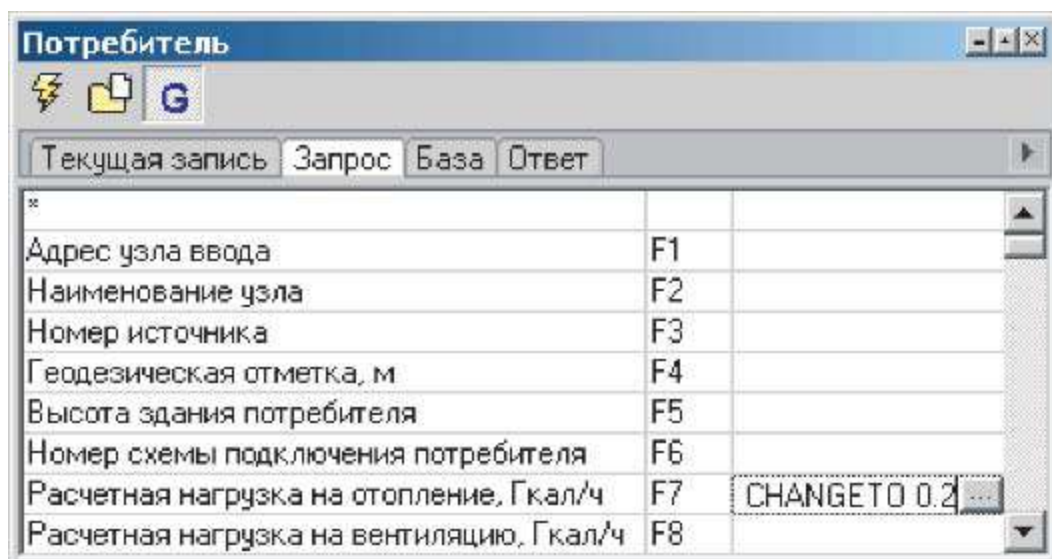 Потребитель
G
Текущая запись Запрос База Ответ
*
Адрес узла ввода F1
Наименование узла F2
Номер источника F3
Геодезическая отметка, м F4
Высота здания потребителя F5
Номер схемы подключения потребителя F6
Расчетная нагрузка на отопление, Гкал/ч F7 CHANGETO 0.2 ...
Расчетная нагрузка на вентиляцию, Гкал/ч F8